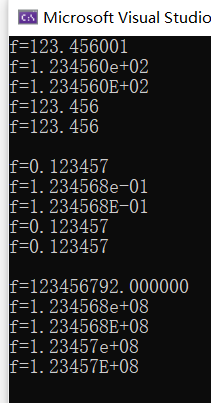 Microsoft Visual Studio
f=123.456001
f=1.234560e+02
f=1.234560E+02
f=123.456
f=123.456
f=0.123457
f=1.234568e-01
f=1.234568E-01
f=0.123457
f=0.123457
f=123456792.000000
f=1.234568e+08
f=1.234568E+08
f=1.23457e+08
f=1.23457E+08